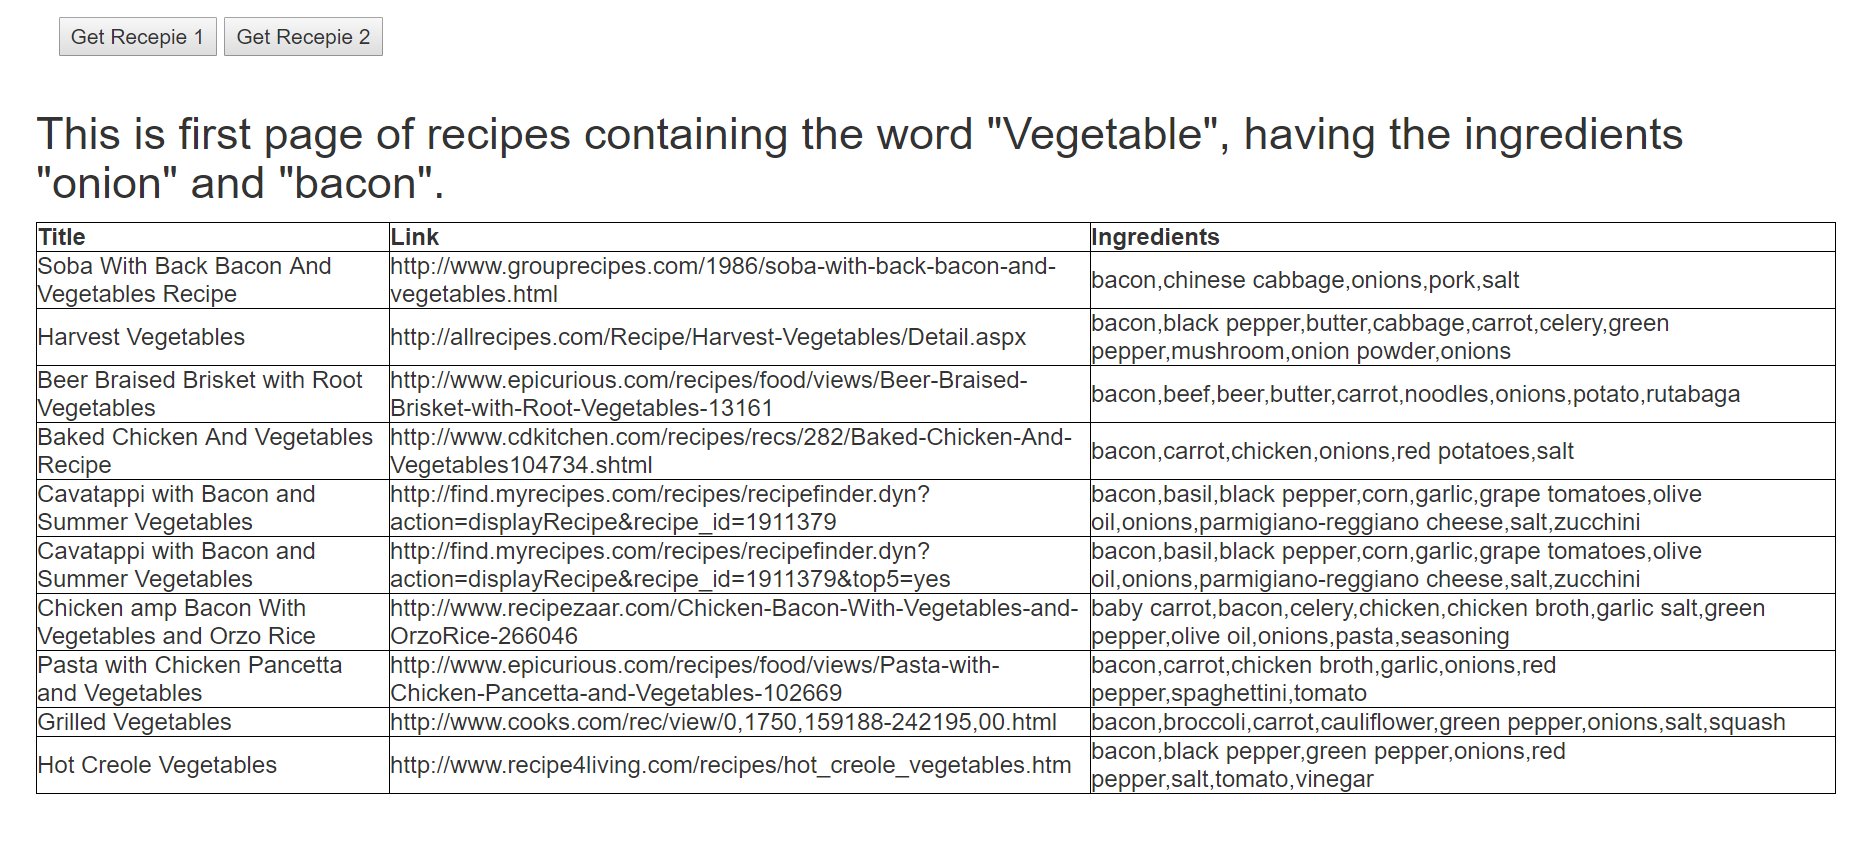 Get Recepie 1 Get Recepie 2
This is first page of recipes containing the word "Vegetable", having the ingredients
"onion" and "bacon".
Title Link Ingredients
Soba With Back Bacon And
Vegetables Recipe
http://www.grouprecipes.com/1986/soba-with-back-bacon-and-
vegetables.html
bacon,chinese cabbage,onions,pork,salt
Harvest Vegetables
http://allrecipes.com/Recipe/Harvest-Vegetables/Detail.aspx
bacon,black pepper,butter,cabbage,carrot,celery,green
pepper,mushroom,onion powder,onions
Beer Braised Brisket with Root
Vegetables
http://www.epicurious.com/recipes/food/views/Beer-Braised-
Brisket-with-Root-Vegetables-13161
bacon,beef,beer,butter,carrot,noodles,onions,potato,rutabaga
Baked Chicken And Vegetables
Recipe
http://www.cdkitchen.com/recipes/recs/282/Baked-Chicken-And-
Vegetables104734.shtml
bacon,carrot,chicken,onions,red potatoes,salt
Cavatappi with Bacon and
Summer Vegetables
http://find.myrecipes.com/recipes/recipefinder.dyn?
action=displayRecipe&recipe_id=1911379
bacon,basil,black pepper,corn,garlic,grape tomatoes,olive
oil,onions,parmigiano-reggiano cheese,salt,zucchini
Cavatappi with Bacon and
Summer Vegetables
http://find.myrecipes.com/recipes/recipefinder.dyn?
action=displayRecipe&recipe_id=1911379&top5=yes
bacon,basil,black pepper,corn,garlic,grape tomatoes,olive
oil,onions,parmigiano-reggiano cheese,salt,zucchini
Chicken amp Bacon With
Vegetables and Orzo Rice
http://www.recipezaar.com/Chicken-Bacon-With-Vegetables-and-
OrzoRice-266046
baby carrot,bacon,celery,chicken,chicken broth,garlic salt,green
pepper,olive oil,onions,pasta,seasoning
Pasta with Chicken Pancetta
and Vegetables
http://www.epicurious.com/recipes/food/views/Pasta-with-
Chicken-Pancetta-and-Vegetables-102669
bacon,carrot,chicken broth,garlic,onions,red
pepper,spaghettini,tomato
Grilled Vegetables
http://www.cooks.com/rec/view/0,1750,159188-242195,00.html
bacon,broccoli,carrot,cauliflower,green pepper,onions,salt,squash
Hot Creole Vegetables
http://www.recipe4living.com/recipes/hot_creole_vegetables.htm
bacon,black pepper,green pepper,onions,red
pepper,salt,tomato,vinegar